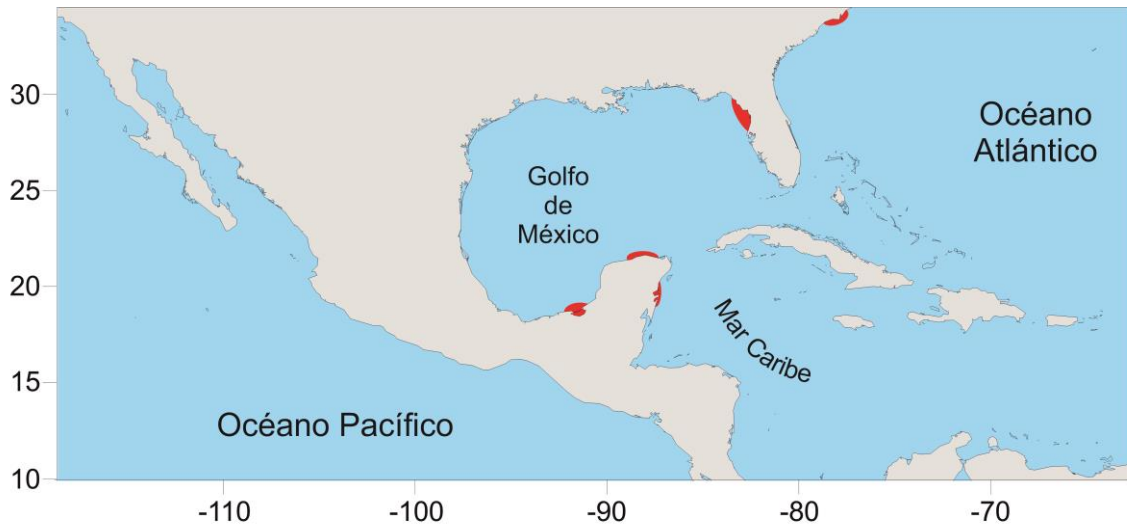 30
25
20
15
10
Océano
Atlántico
Golfo
de
México
Mar Caribe
Océano Pacífico
-110
-100
-90
-80
-70